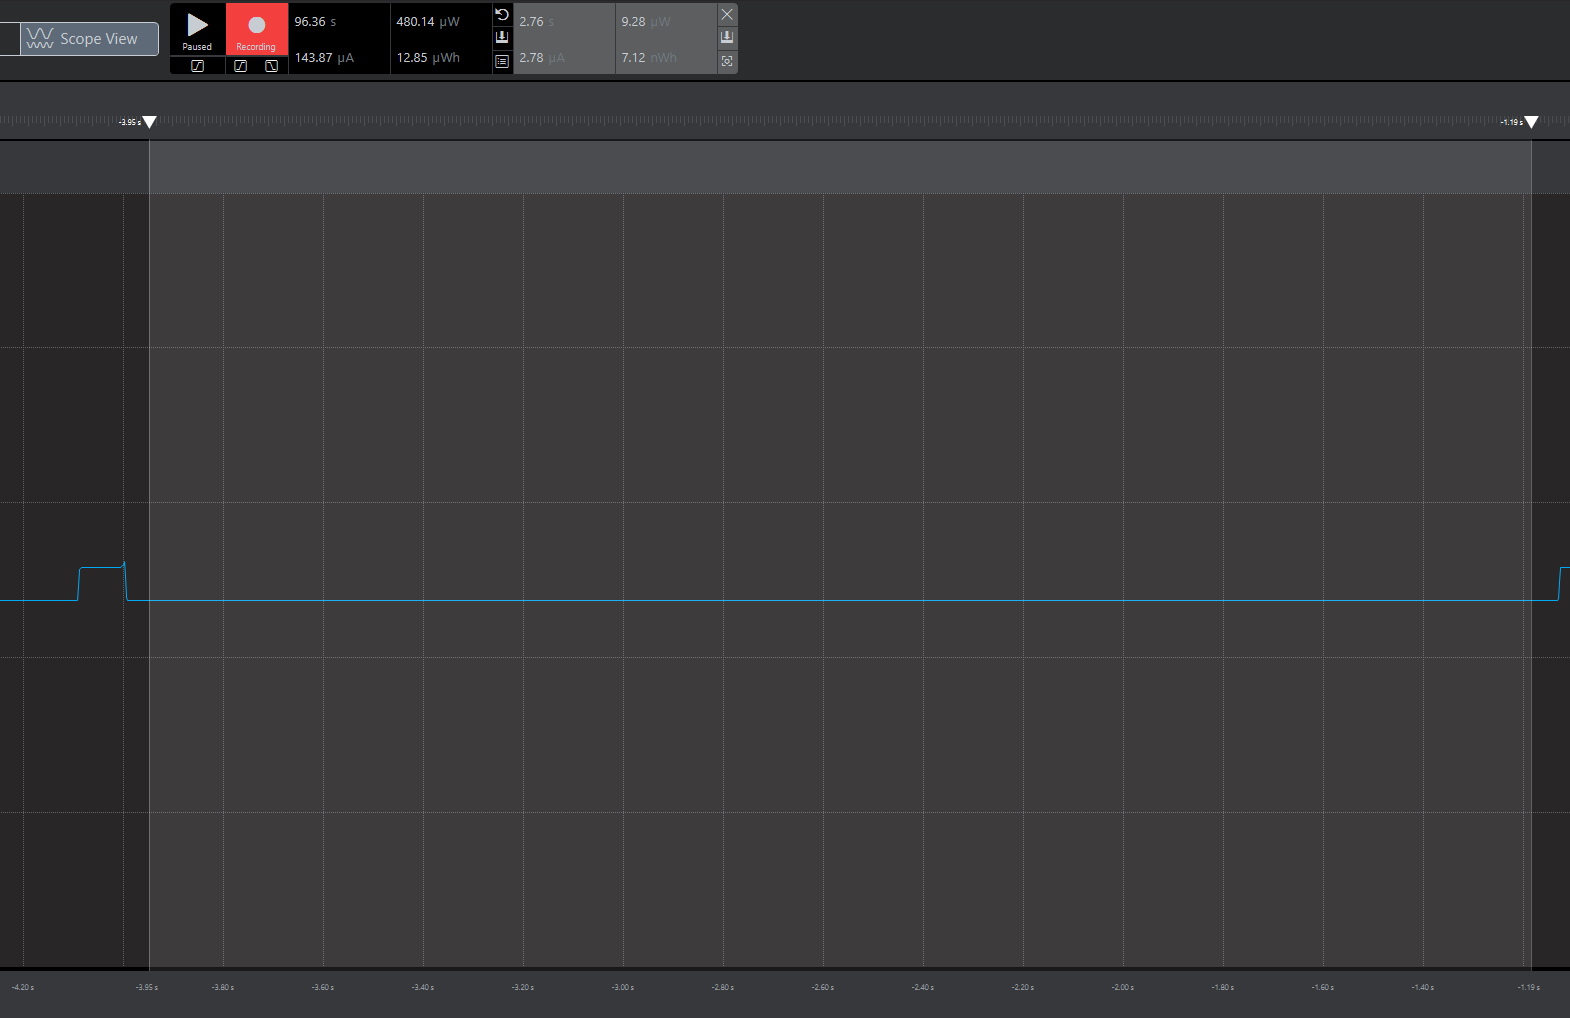 Scope View
Paused
Recording
96.36 s
480.14 µW
143.87 µA
12.85 µWh
2.76 s
9.28 µW
2.78 µA
7.12 nWh
-3.95 s
-1.19 s
-4.20 s
-3.95 s
-3.80 s
-3.60 s
-3.40 s
-3.20 s
-3.00 s
-2.80 s
-2.60 s
-2.40 s
-2.20 s
-2.00 s
-1.80 s
-1.60 s
-1.40 s
-1.19 s